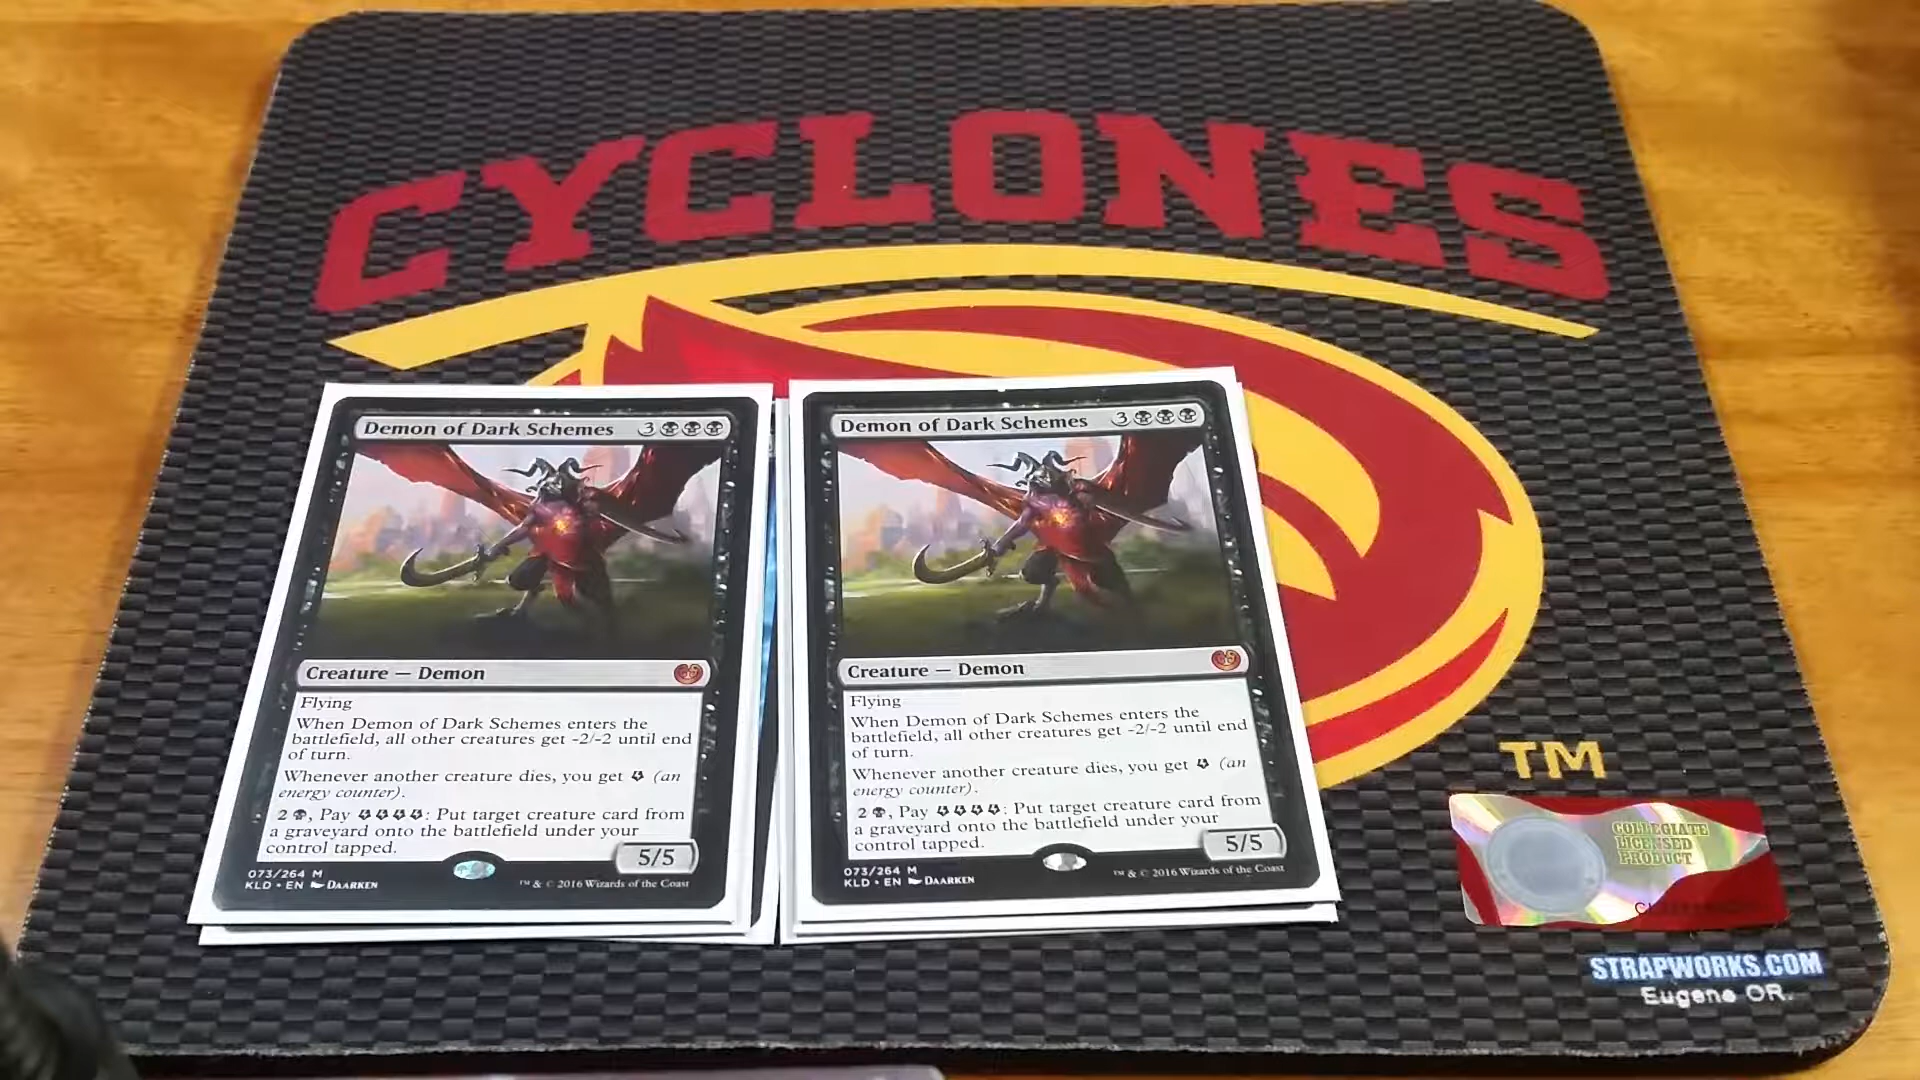 CYCLONES
Demon of Dark Schemes 3
Creature — Demon
Flying
When Demon of Dark Schemes enters the
battlefield, all other creatures get -2/-2 until end
of turn.
Whenever another creature dies, you get (an
energy counter).
2, Pay : Put target creature card from
a graveyard onto the battlefield under your
control tapped.
5/5
073/264 M
KLD • EN DAARKEN
™ & © 2016 Wizards of the Coast
Demon of Dark Schemes 3
Creature — Demon
Flying
When Demon of Dark Schemes enters the
battlefield, all other creatures get -2/-2 until end
of turn.
Whenever another creature dies, you get (an
energy counter).
2, Pay : Put target creature card from
a graveyard onto the battlefield under your
control tapped.
5/5
073/264 M
KLD • EN DAARKEN
™ & © 2016 Wizards of the Coast
TM
COLLEGIATE
LICENSED
PRODUCT
STRAPWORKS.COM
Eugene OR.